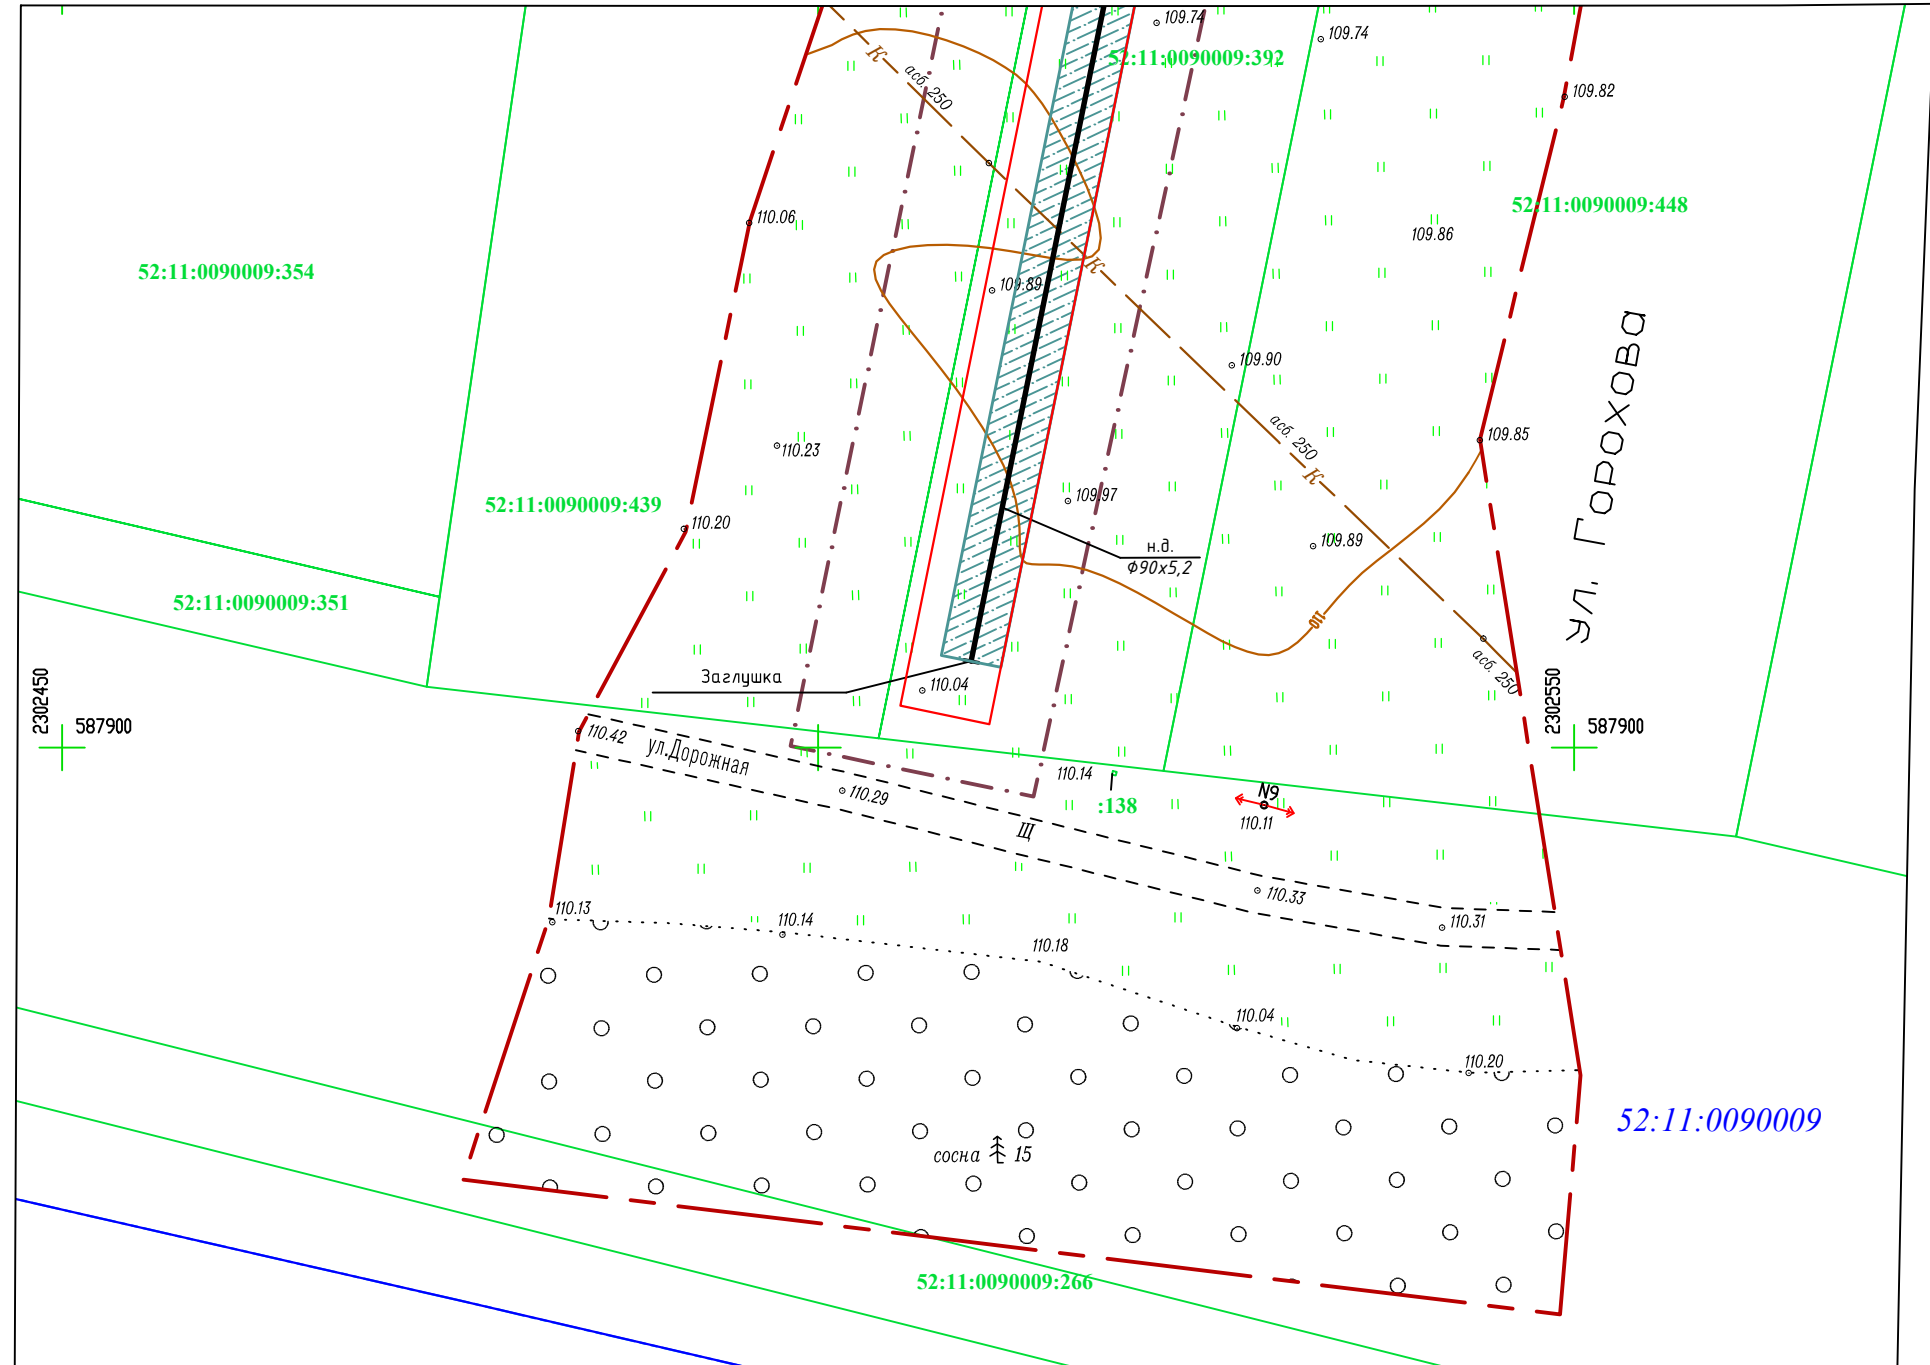 109.74
109.74
52:11:0090009:392
К
асб. 250
109.82
110.06
52:11:0090009:448
109.86
52:11:0090009:354
К
109.89
109.90
ул. Горохова
асб. 250
109.85
110.23
К
52:11:0090009:439
109.97
110.20
н.д.
ф90х5,2
109.89
52:11:0090009:351
110
асб. 250
Заглушка
110.04
2302450
587900
2302550
587900
110.42
ул.Дорожная
110.14
:138
110.29
N9
110.11
Щ
110.33
110.13
110.14
110.31
110.18
110.04
110.20
52:11:0090009
сосна 15
52:11:0090009:266